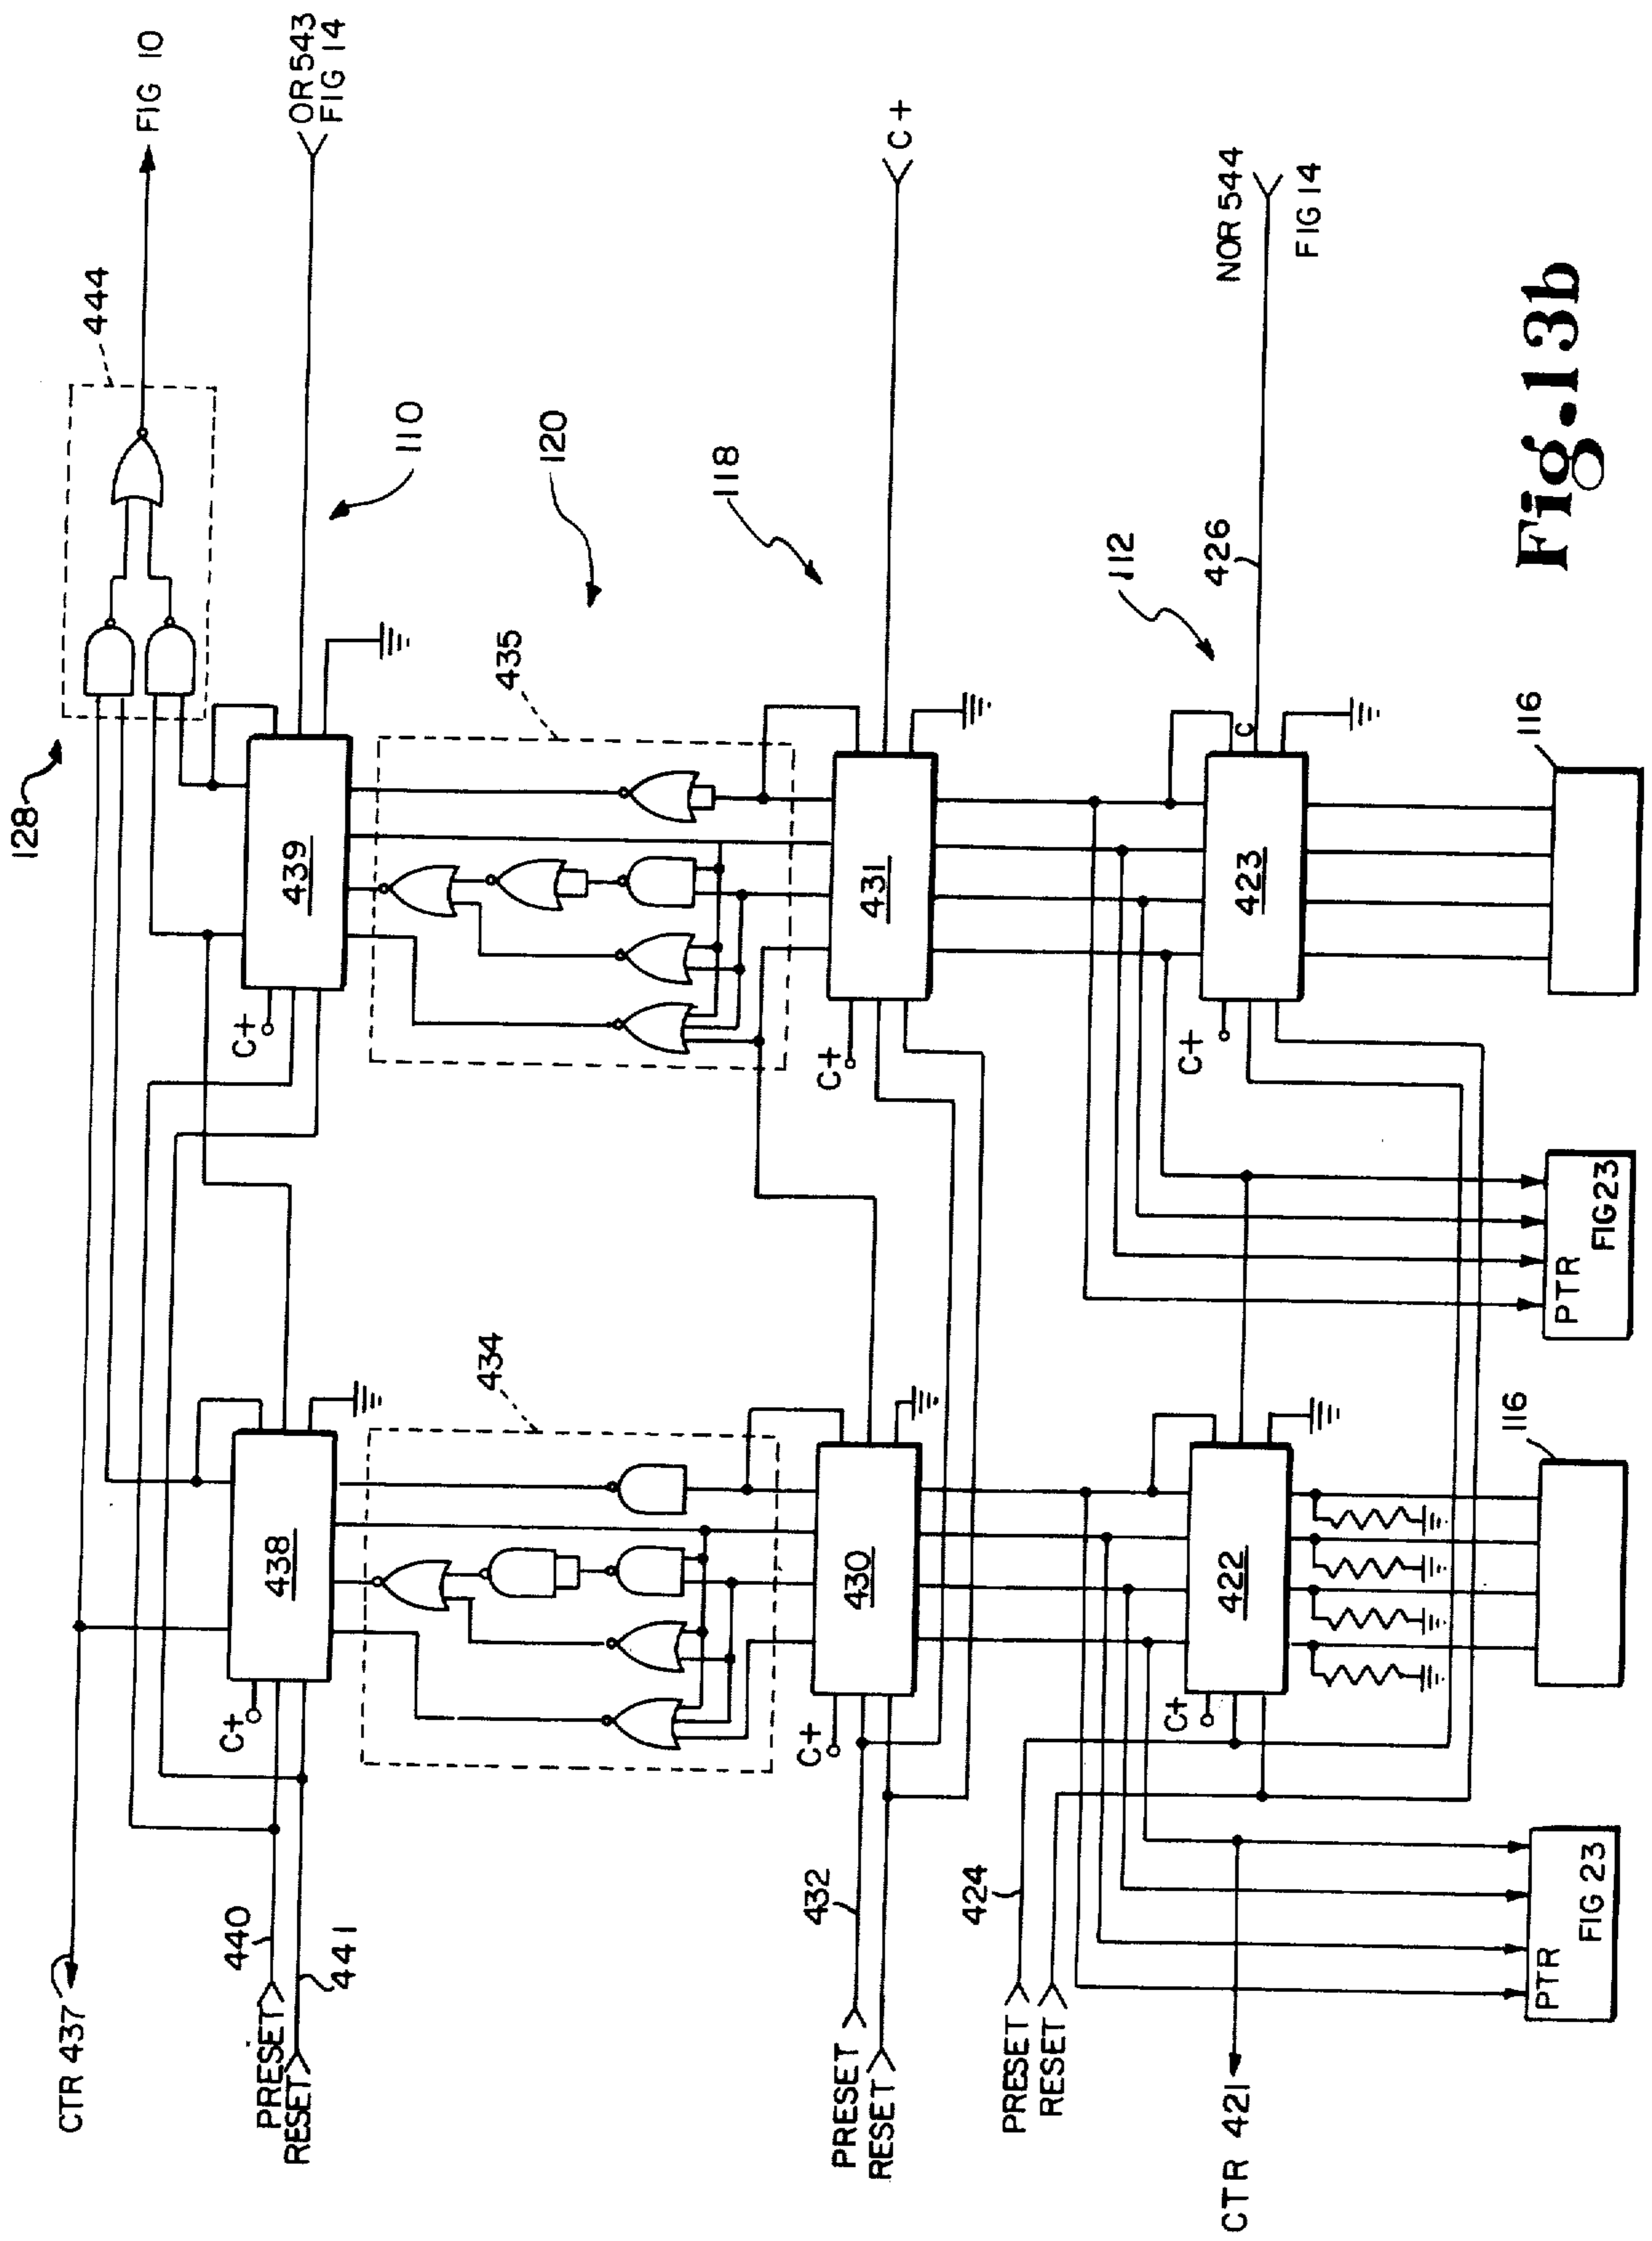 128
444
FIG 10
CTR 437
440
PRESET
RESET
441
C+
438
C+
439
OR 543
FIG 14
110
434
435
120
118
432
PRESET
RESET
C+
430
C+
431
C+
112
424
PRESET
RESET
CTR 421
C+
422
C+
423
C
426
NOR 544
FIG 14
PTR
FIG 23
116
PTR
FIG 23
116
Fig. 13b